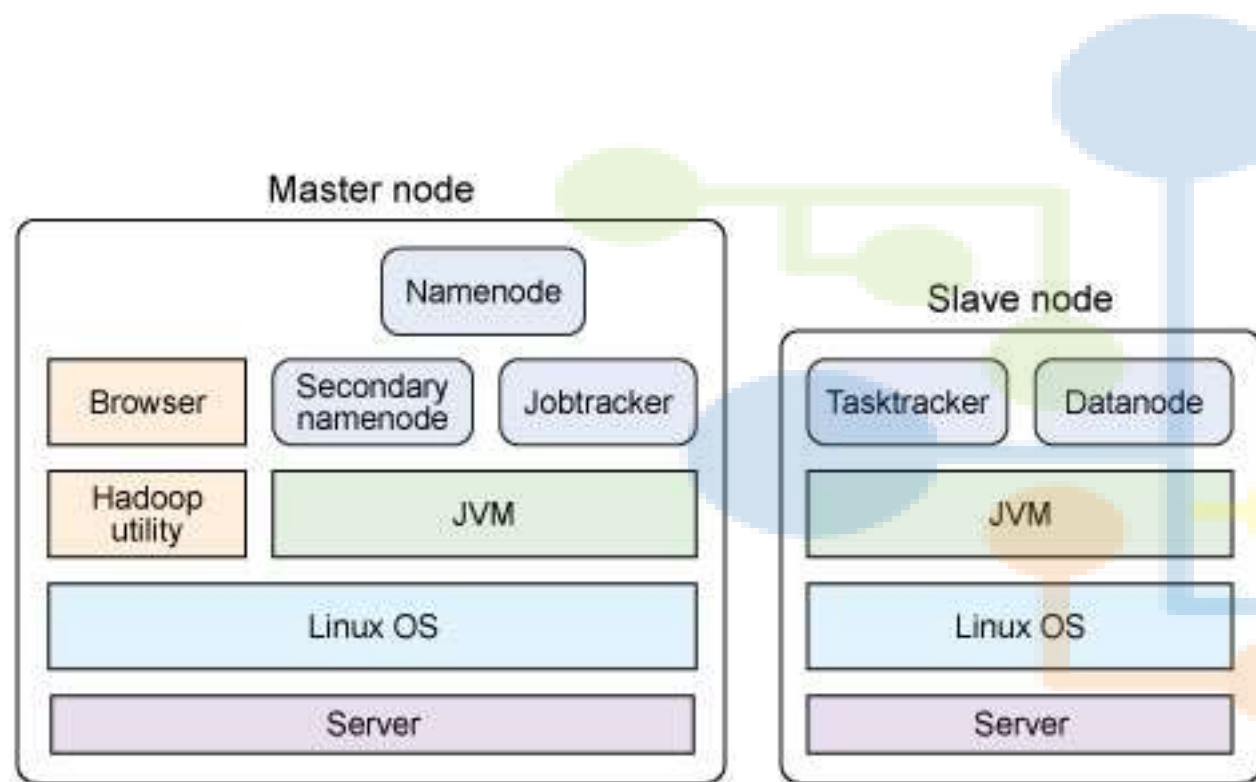 Master node
Namenode
Browser
Secondary
namenode
Jobtracker
Hadoop
utility
JVM
Linux OS
Server
Slave node
Tasktracker
Datanode
JVM
Linux OS
Server